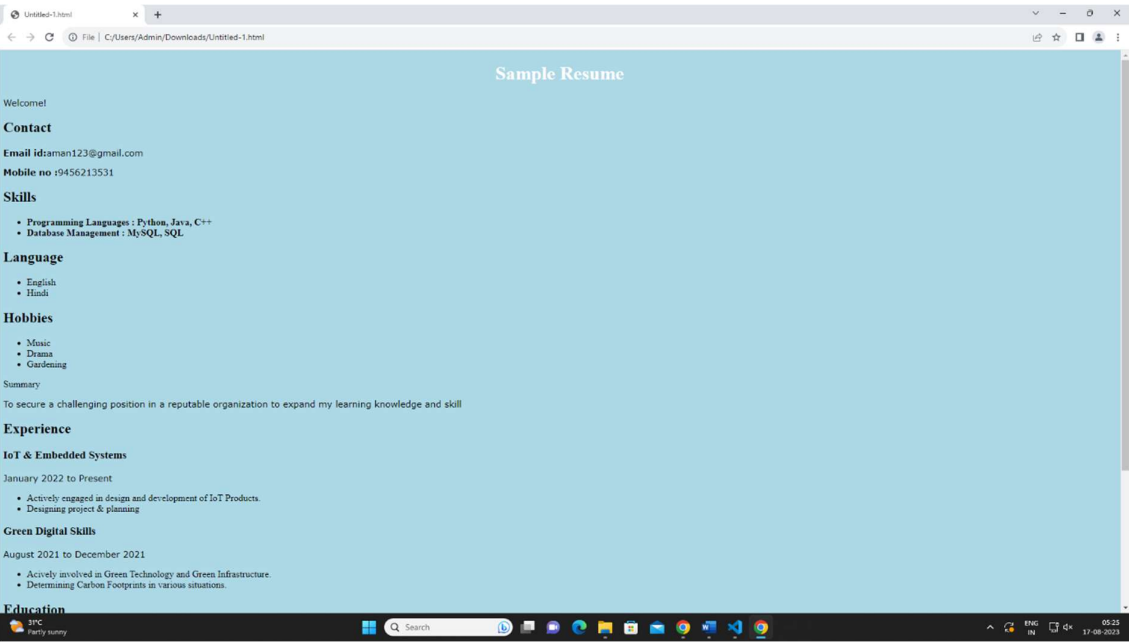 Untitled-1.html
File | C:/Users/Admin/Downloads/Untitled-1.html
Sample Resume
Welcome!
Contact
Email id:aman123@gmail.com
Mobile no :9456213531
Skills
• Programming Languages : Python, Java, C++
• Database Management : MySQL, SQL
Language
• English
• Hindi
Hobbies
• Music
• Drama
• Gardening
Summary
To secure a challenging position in a reputable organization to expand my learning knowledge and skill
Experience
IoT & Embedded Systems
January 2022 to Present
• Actively engaged in design and development of IoT Products.
• Designing project & planning
Green Digital Skills
August 2021 to December 2021
• Acively involved in Green Technology and Green Infrastructure.
• Determining Carbon Footprints in various situations.
Education
31°C
Partly sunny
Search
ENG
IN
05:25
17-08-2023